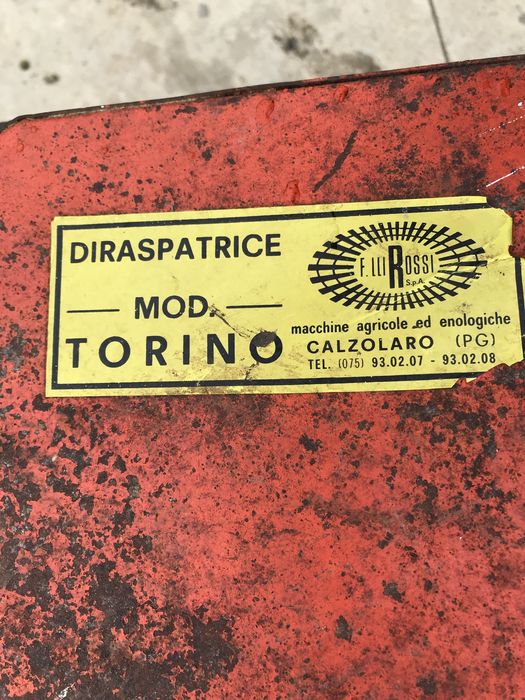 DIRASPATRICE
MOD.
TORINO
F.LLI ROSSI
S.p.A.
macchine agricole ed enologiche
CALZOLARO (PG)
TEL. (075) 93.02.07 - 93.02.08